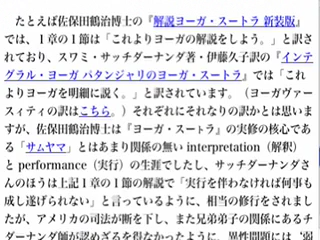 たとえば佐保田鶴治博士の『解説ヨーガ・スートラ 新装版』
では、1章の1節は「これよりヨーガの解説をしよう。」と訳さ
れており、スワミ・サッチダーナンダ著・伊藤久子訳の『インテ
グラル・ヨーガ パタンジャリのヨーガ・スートラ』では「これ
よりヨーガを明細に説く。」と訳されています。（ヨーガヴァー
スィティの訳はこちら。）それぞれにそれなりの訳かとは思いま
すが、佐保田鶴治博士は『ヨーガ・スートラ』の実修の核心であ
る「サムヤマ」とはあまり関係の無い interpretation（解釈）
と performance（実行）の生涯でしたし、サッチダーナンダさ
んのほうは上記1章の1節の解説で「実行を伴わなければ何事も
成し遂げられない」と言っているように、相当の修行をされまし
たが、アメリカの司法が断を下し、また兄弟弟子の関係にあるチ
ダーナンダ師が認めざるを得なかったように、異性問題には〝弱